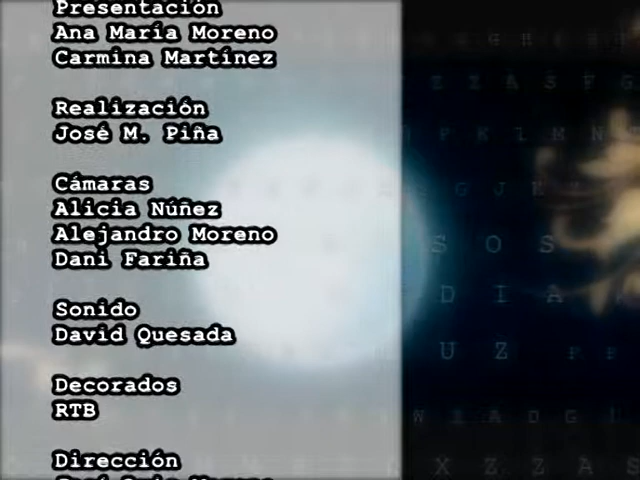 Presentación
Ana María Moreno
Carmina Martínez
Realización
José M. Piña
Cámaras
Alicia Núñez
Alejandro Moreno
Dani Fariña
Sonido
David Quesada
Decorados
RTB
Dirección
S O S
D I A
U Z
X Z Z A S